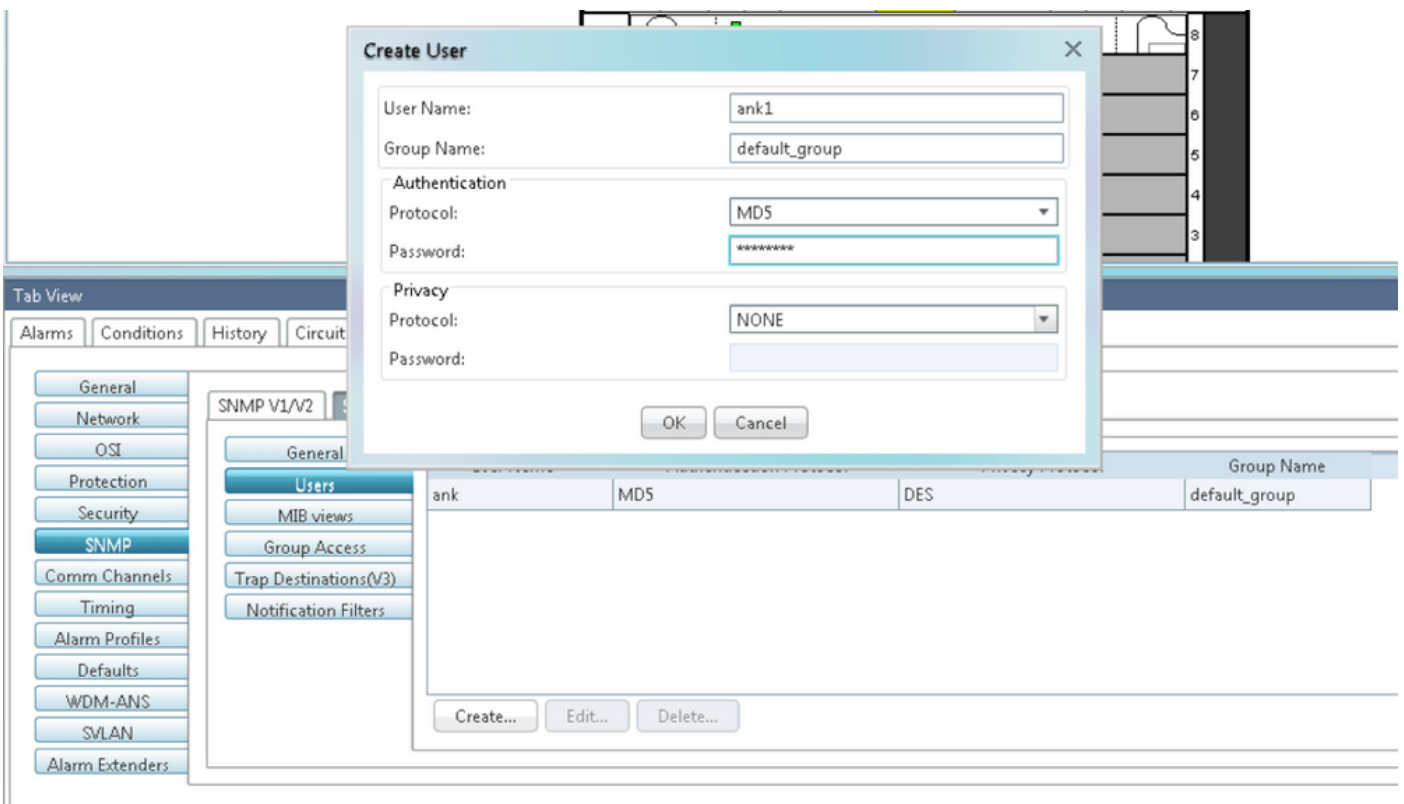 8
Create User
7
User Name: ank1
6
Group Name: default_group
5
Authentication
4
Protocol: MD5
3
Password: ********
Tab View
Privacy
Protocol: NONE
Alarms Conditions History Circuit
Password:
General
SNMP V1/V2
Network
OK Cancel
OSI
General
Protection
Group Name
Users
ank MD5 DES default_group
Security
MIB views
SNMP
Group Access
Comm Channels
Trap Destinations(V3)
Timing
Notification Filters
Alarm Profiles
Defaults
WDM-ANS
Create... Edit... Delete...
SVLAN
Alarm Extenders